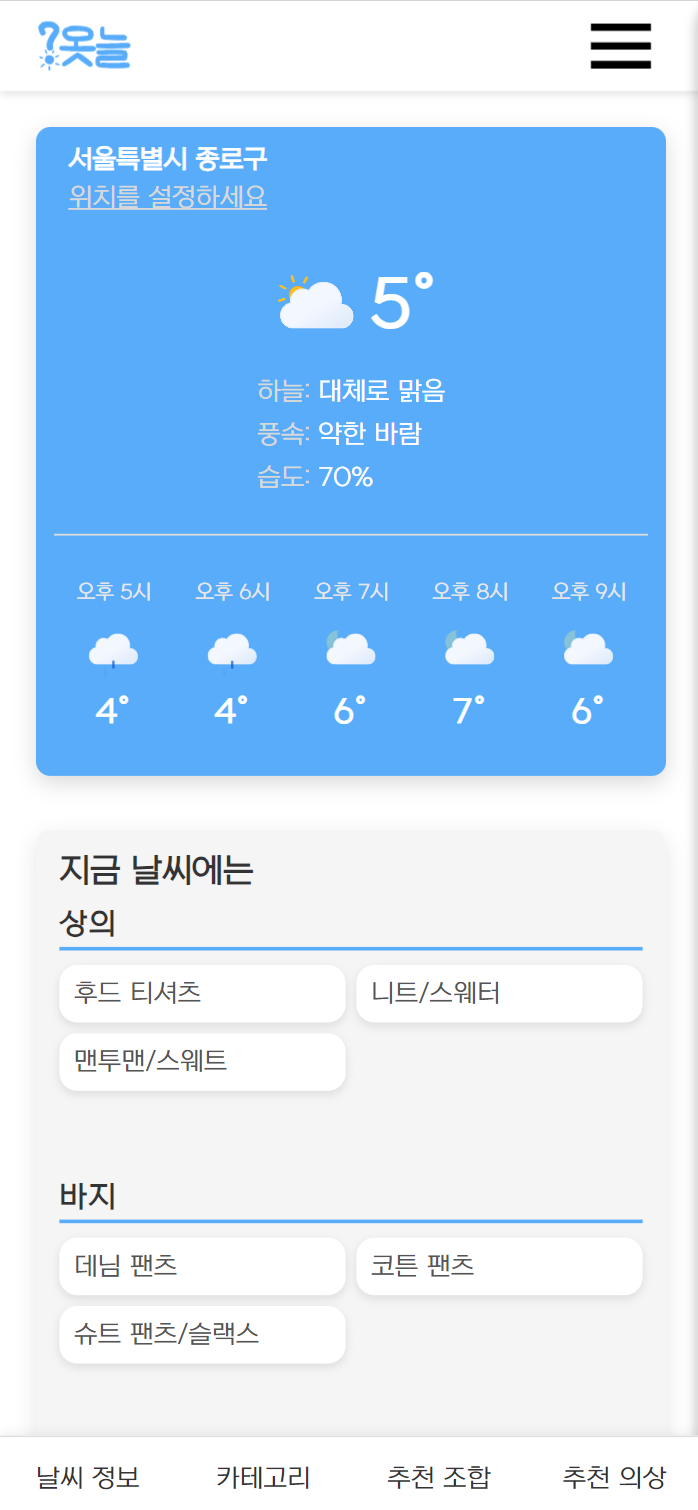 옷늘
서울특별시 종로구
위치를 설정하세요
5°
하늘: 대체로 맑음
풍속: 약한 바람
습도: 70%
오후 5시 오후 6시 오후 7시 오후 8시 오후 9시
4° 4° 6° 7° 6°
지금 날씨에는
상의
후드 티셔츠 니트/스웨터
맨투맨/스웨트
바지
데님 팬츠 코튼 팬츠
슈트 팬츠/슬랙스
날씨 정보 카테고리 추천 조합 추천 의상